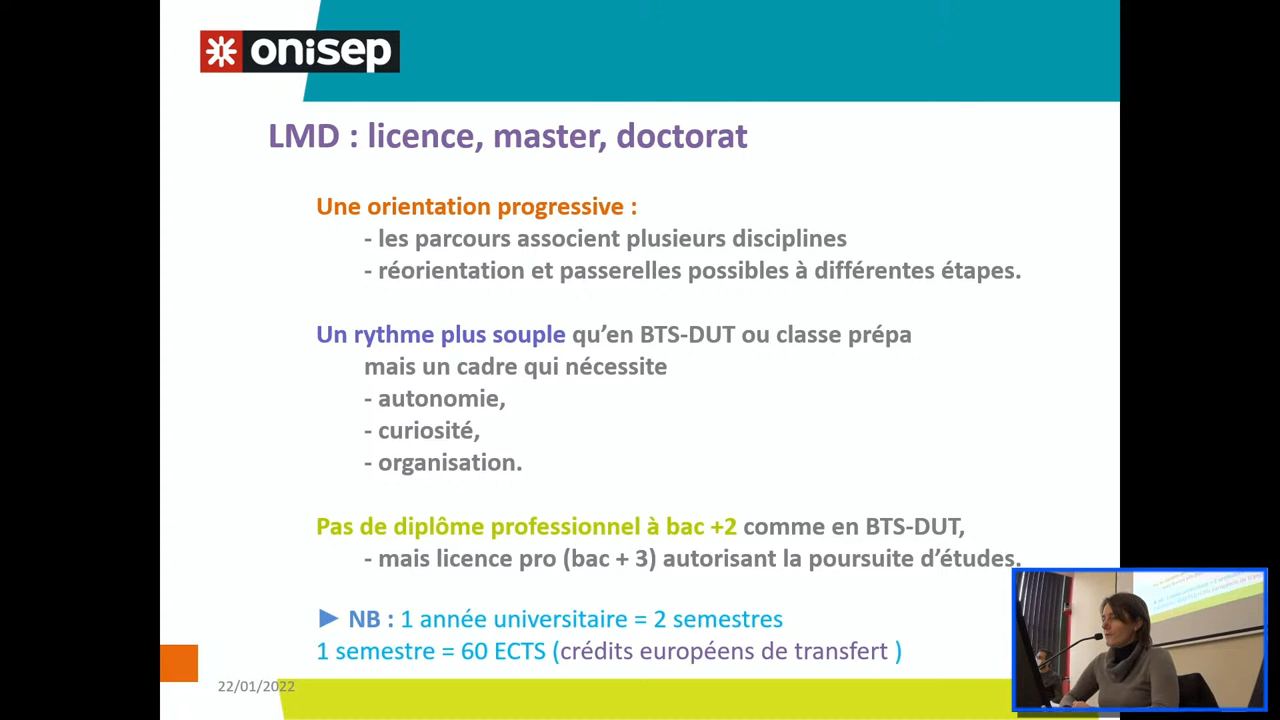 onisep
LMD : licence, master, doctorat
Une orientation progressive :
- les parcours associent plusieurs disciplines
- réorientation et passerelles possibles à différentes étapes.
Un rythme plus souple qu’en BTS-DUT ou classe prépa
mais un cadre qui nécessite
- autonomie,
- curiosité,
- organisation.
Pas de diplôme professionnel à bac +2 comme en BTS-DUT,
- mais licence pro (bac + 3) autorisant la poursuite d’études.
► NB : 1 année universitaire = 2 semestres
1 semestre = 60 ECTS (crédits européens de transfert )
22/01/2022